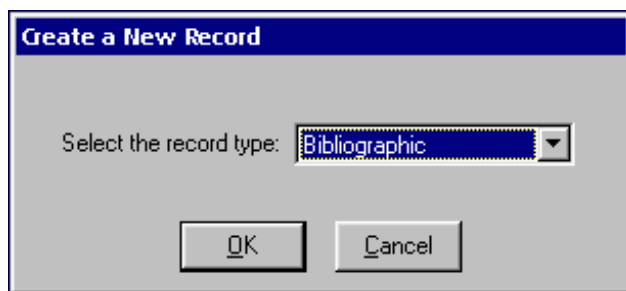 Create a New Record
Select the record type: Bibliographic
OK Cancel